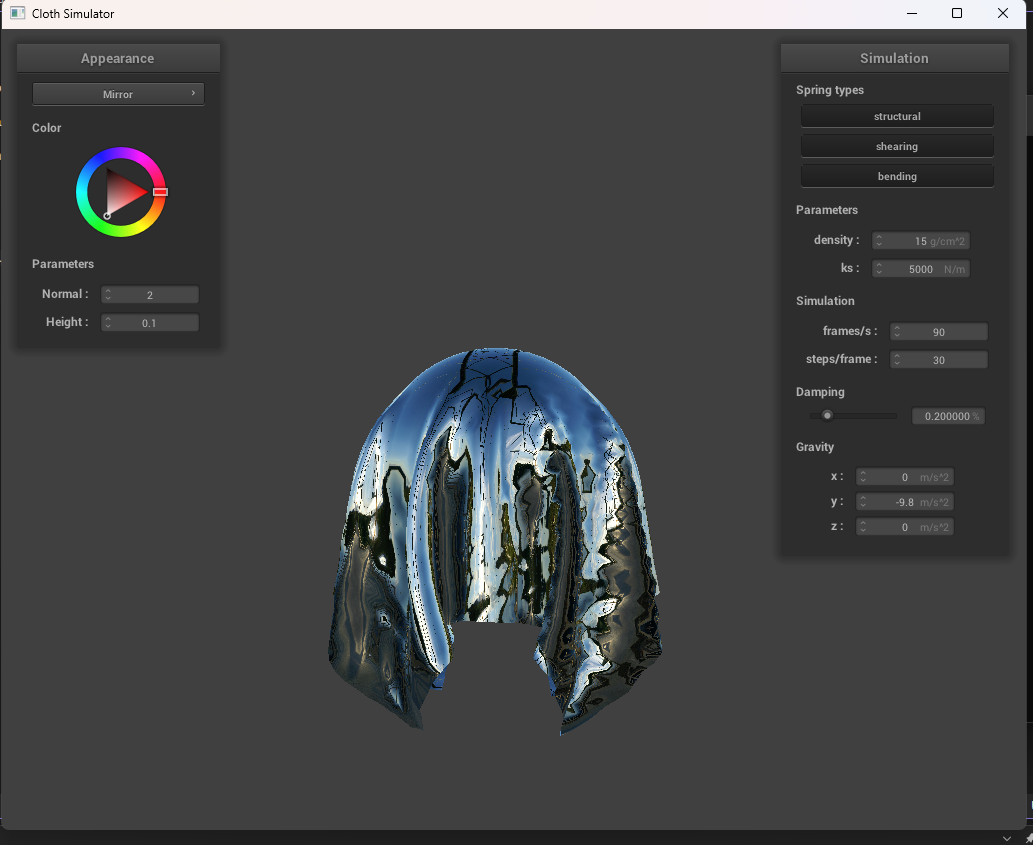 Cloth Simulator
Appearance
Mirror
Color
Parameters
Normal : 2
Height : 0.1
Simulation
Spring types
structural
shearing
bending
Parameters
density : 15 g/cm^2
ks : 5000 N/m
Simulation
frames/s : 90
steps/frame : 30
Damping
0.200000 %
Gravity
x : 0 m/s^2
y : -9.8 m/s^2
z : 0 m/s^2